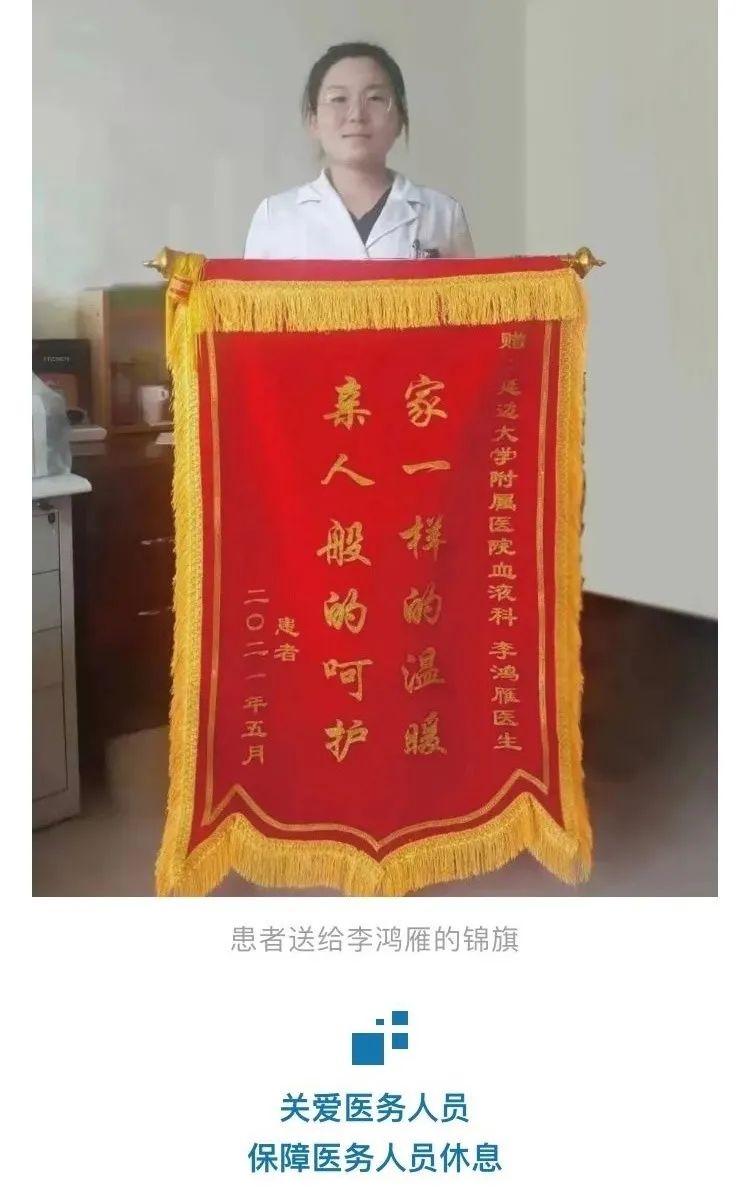 赠：延边大学附属医院血液科 李鸿雁医生
家一样的温暖
亲人般的呵护
患者
二〇二一年五月
患者送给李鸿雁的锦旗
关爱医务人员
保障医务人员休息